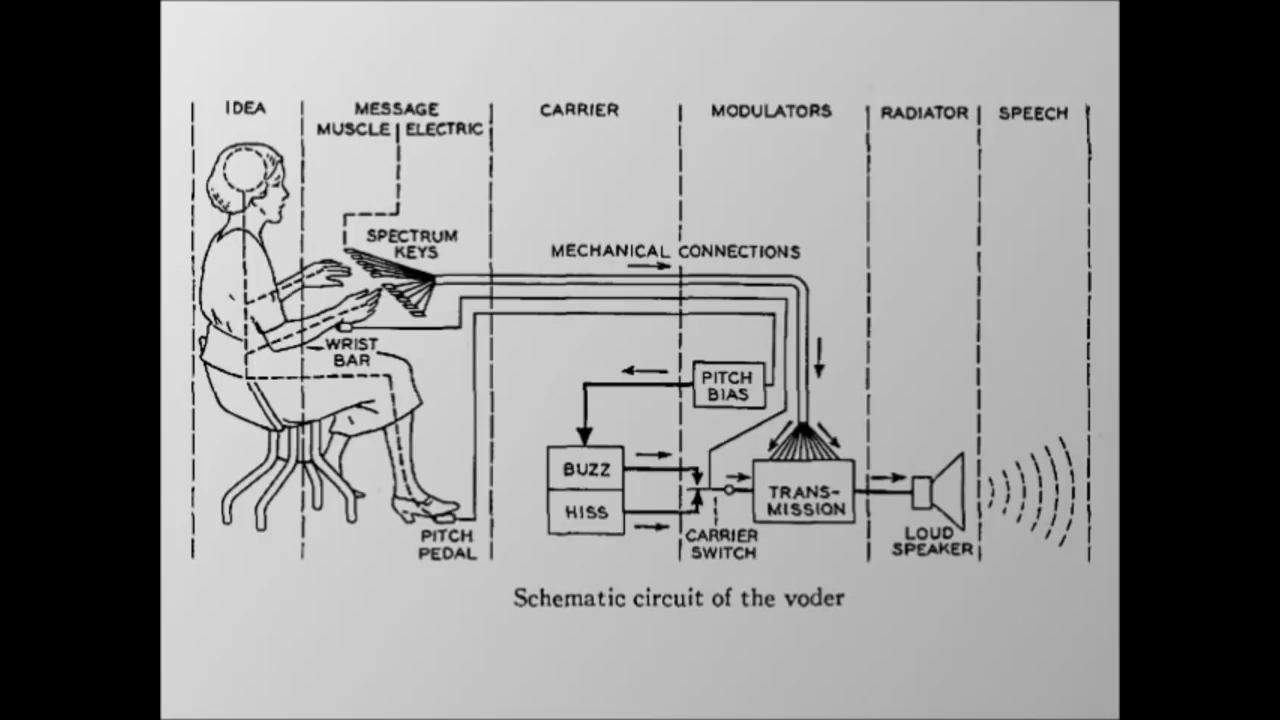 IDEA
MESSAGE
MUSCLE ELECTRIC
CARRIER
MODULATORS
RADIATOR
SPEECH
SPECTRUM
KEYS
MECHANICAL CONNECTIONS
WRIST
BAR
PITCH
BIAS
BUZZ
HISS
TRANS-
MISSION
CARRIER
SWITCH
LOUD
SPEAKER
PITCH
PEDAL
Schematic circuit of the voder